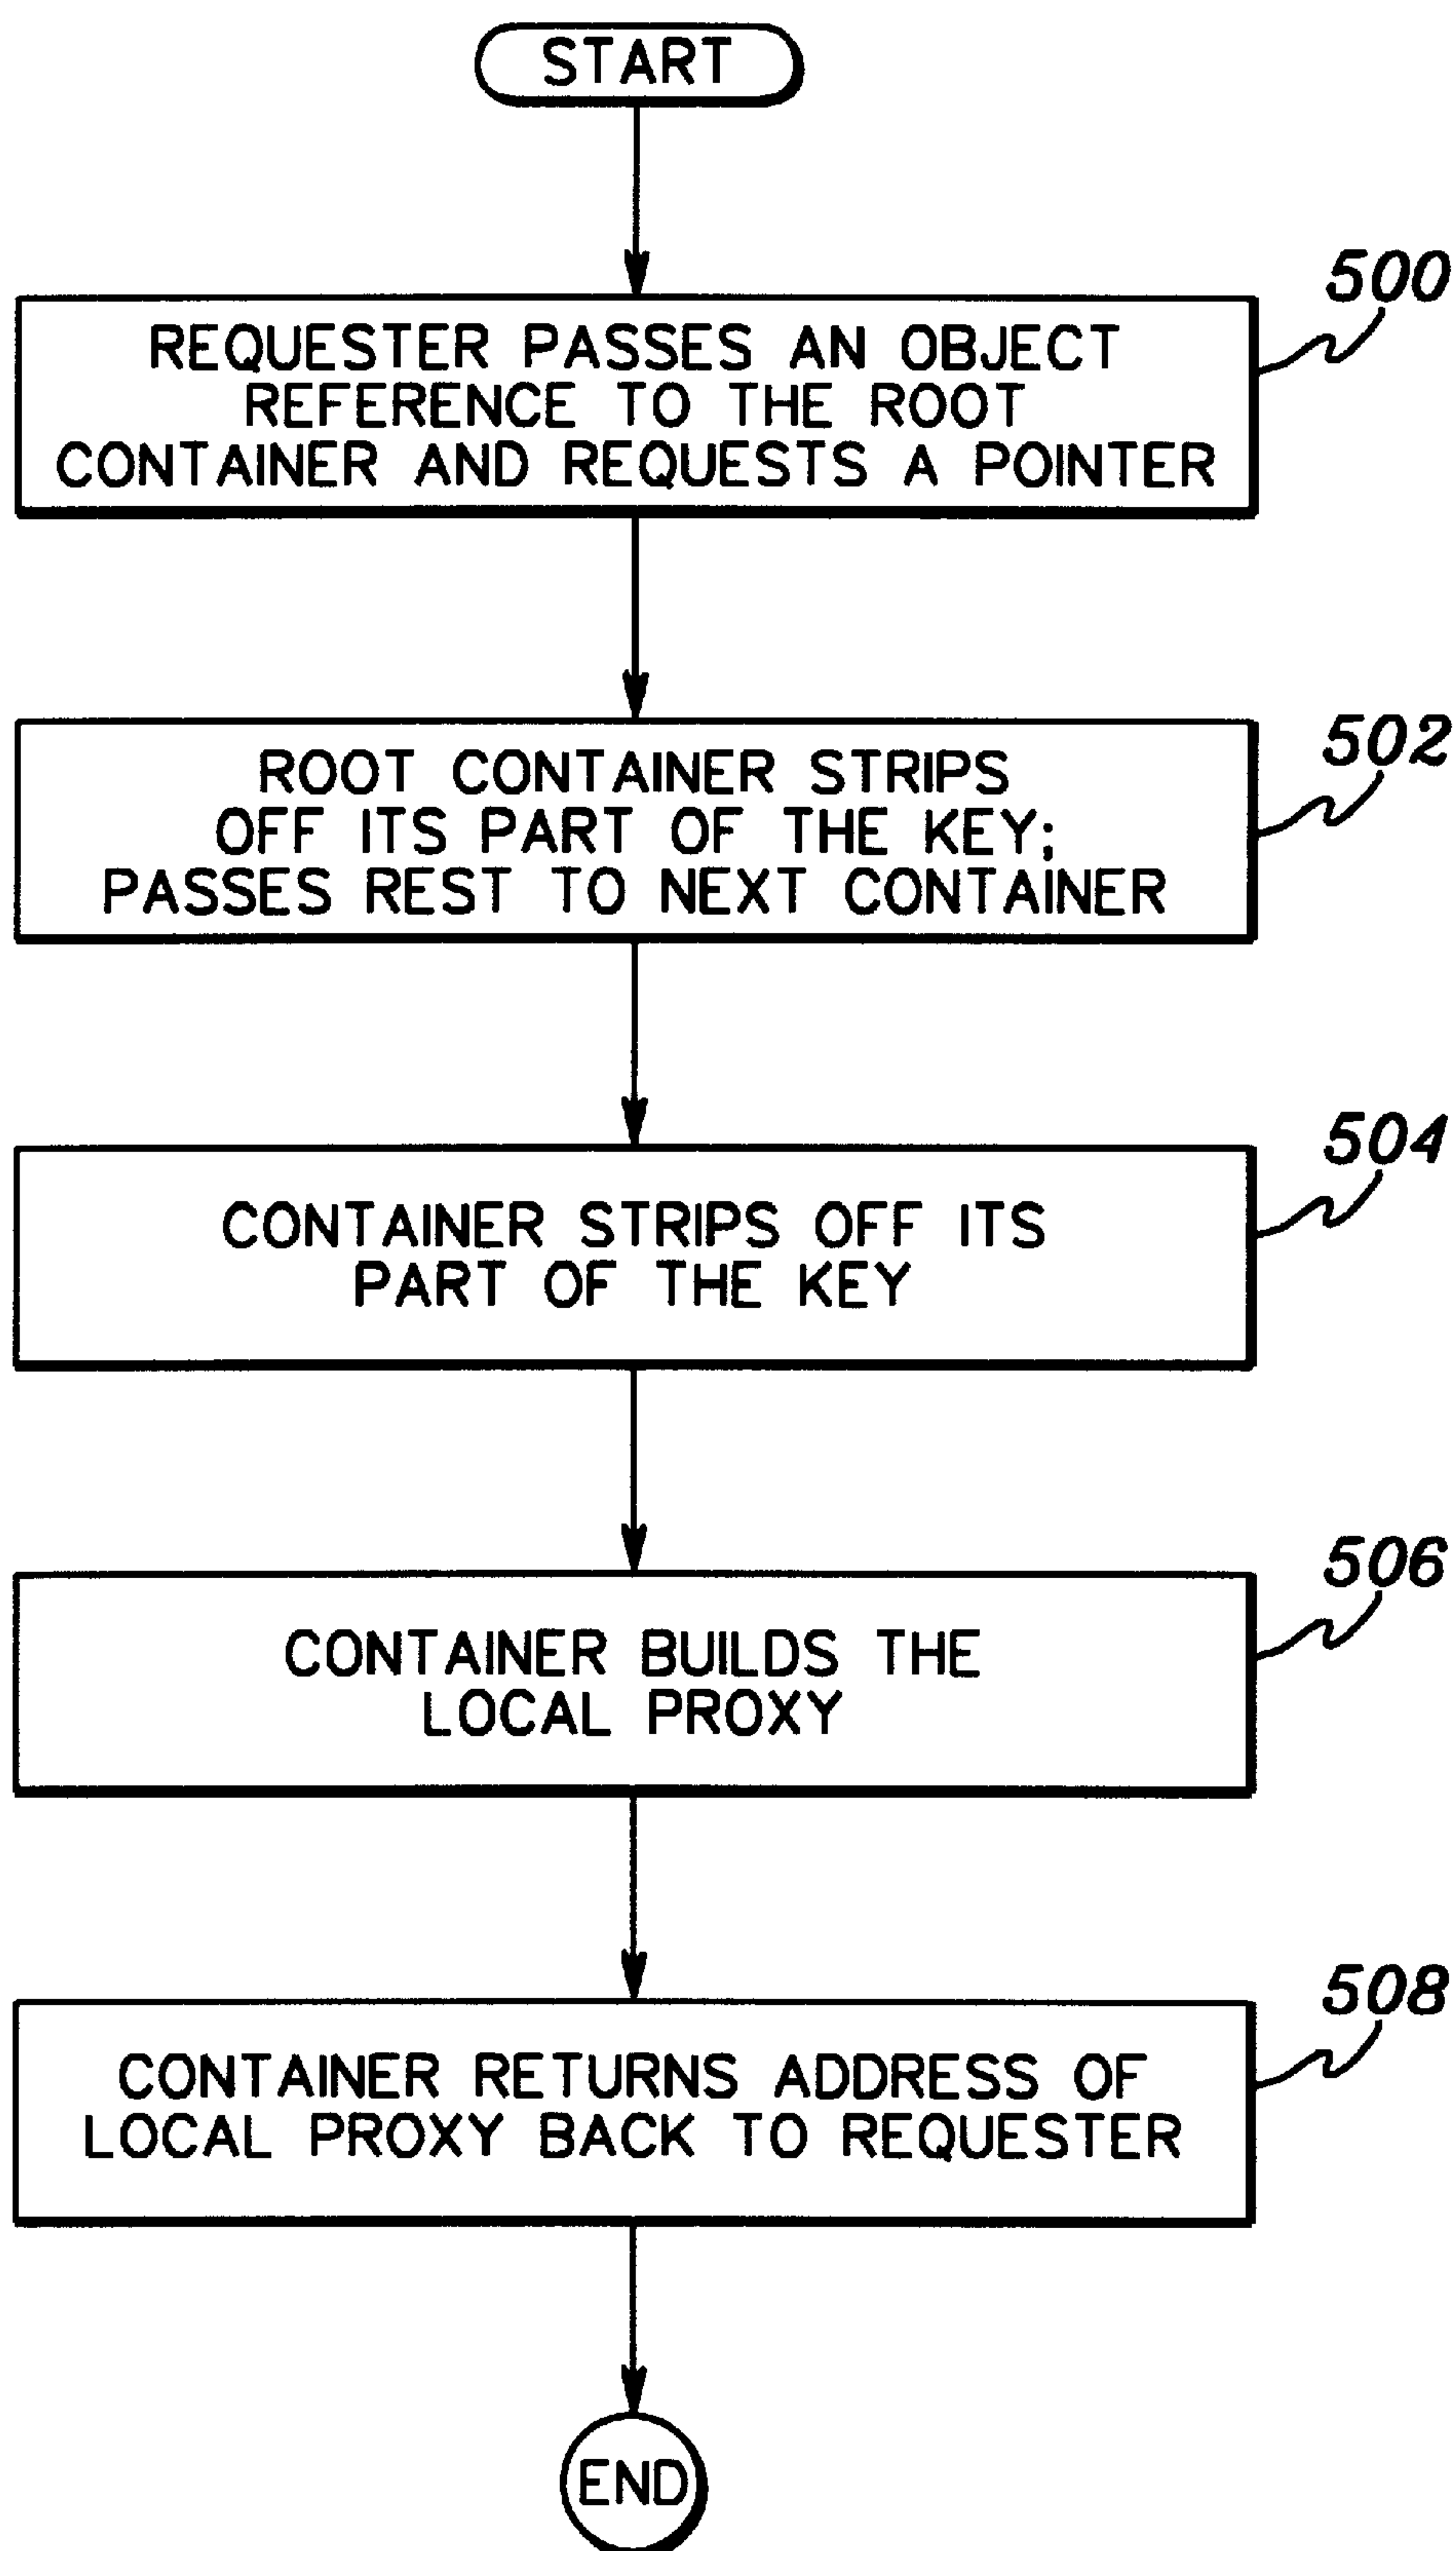 START
500
REQUESTER PASSES AN OBJECT
REFERENCE TO THE ROOT
CONTAINER AND REQUESTS A POINTER
502
ROOT CONTAINER STRIPS
OFF ITS PART OF THE KEY;
PASSES REST TO NEXT CONTAINER
504
CONTAINER STRIPS OFF ITS
PART OF THE KEY
506
CONTAINER BUILDS THE
LOCAL PROXY
508
CONTAINER RETURNS ADDRESS OF
LOCAL PROXY BACK TO REQUESTER
END